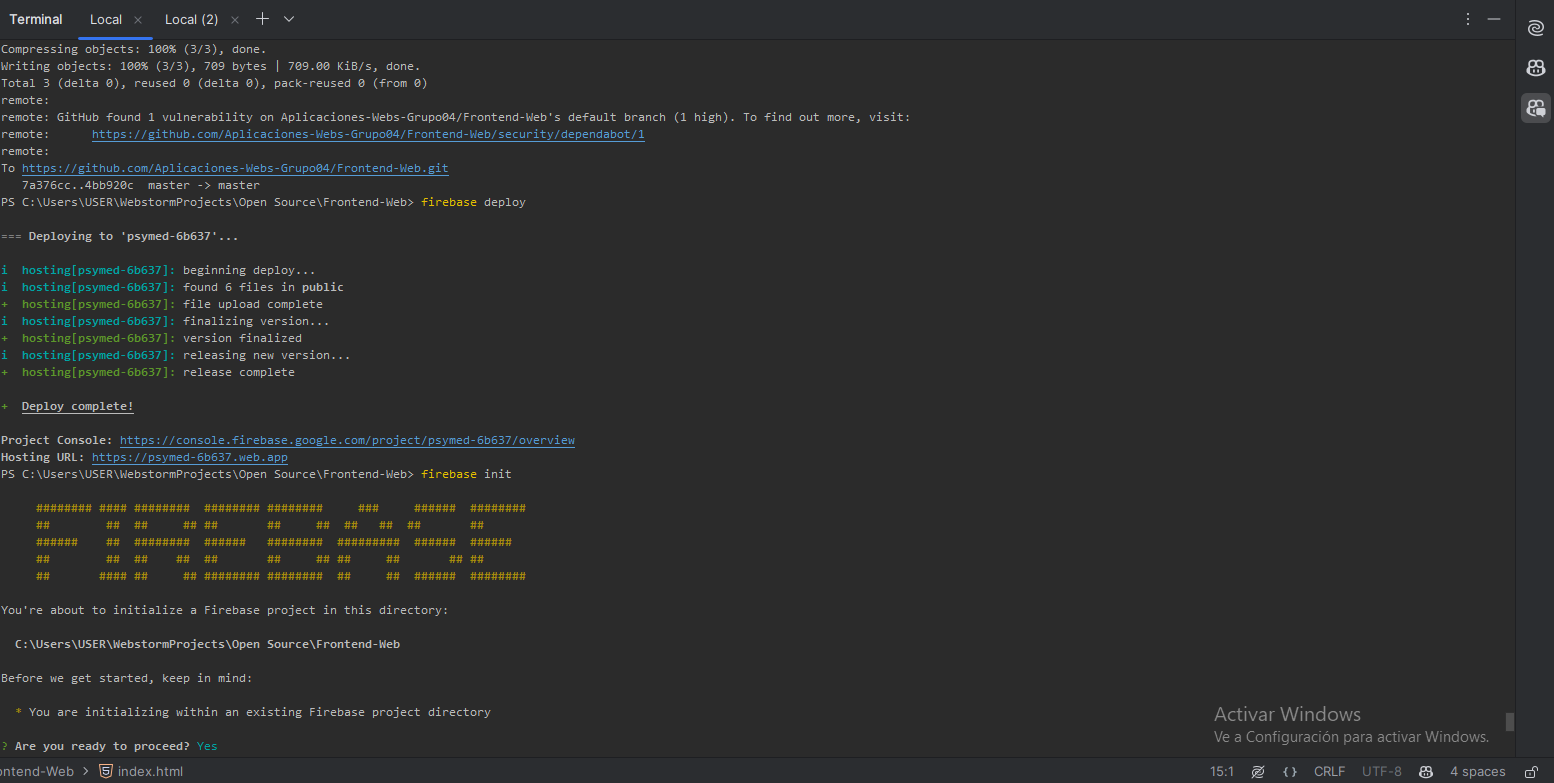 Terminal Local × Local (2) × + 
Compressing objects: 100% (3/3), done.
Writing objects: 100% (3/3), 709 bytes | 709.00 KiB/s, done.
Total 3 (delta 0), reused 0 (delta 0), pack-reused 0 (from 0)
remote:
remote: GitHub found 1 vulnerability on Aplicaciones-Webs-Grupo04/Frontend-Web's default branch (1 high). To find out more, visit:
remote:      https://github.com/Aplicaciones-Webs-Grupo04/Frontend-Web/security/dependabot/1
remote:
To https://github.com/Aplicaciones-Webs-Grupo04/Frontend-Web.git
   7a376cc..4bb920c  master -> master
PS C:\Users\USER\WebstormProjects\Open Source\Frontend-Web> firebase deploy
=== Deploying to 'psymed-6b637'...
i  hosting[psymed-6b637]: beginning deploy...
i  hosting[psymed-6b637]: found 6 files in public
+  hosting[psymed-6b637]: file upload complete
i  hosting[psymed-6b637]: finalizing version...
+  hosting[psymed-6b637]: version finalized
i  hosting[psymed-6b637]: releasing new version...
+  hosting[psymed-6b637]: release complete
+  Deploy complete!
Project Console: https://console.firebase.google.com/project/psymed-6b637/overview
Hosting URL: https://psymed-6b637.web.app
PS C:\Users\USER\WebstormProjects\Open Source\Frontend-Web> firebase init
     ######## #### ########  ######## ########     ###     ######  ########
     ##        ##  ##     ## ##       ##     ##  ##   ##  ##       ##
     ######    ##  ########  ######   ########  #########  ######  ######
     ##        ##  ##    ##  ##       ##     ## ##     ##       ## ##
     ##       #### ##     ## ######## ########  ##     ##  ######  ########
You're about to initialize a Firebase project in this directory:
  C:\Users\USER\WebstormProjects\Open Source\Frontend-Web
Before we get started, keep in mind:
  * You are initializing within an existing Firebase project directory
? Are you ready to proceed? Yes
Activar Windows
Ve a Configuración para activar Windows.
ontend-Web > index.html 15:1 {} CRLF UTF-8 4 spaces